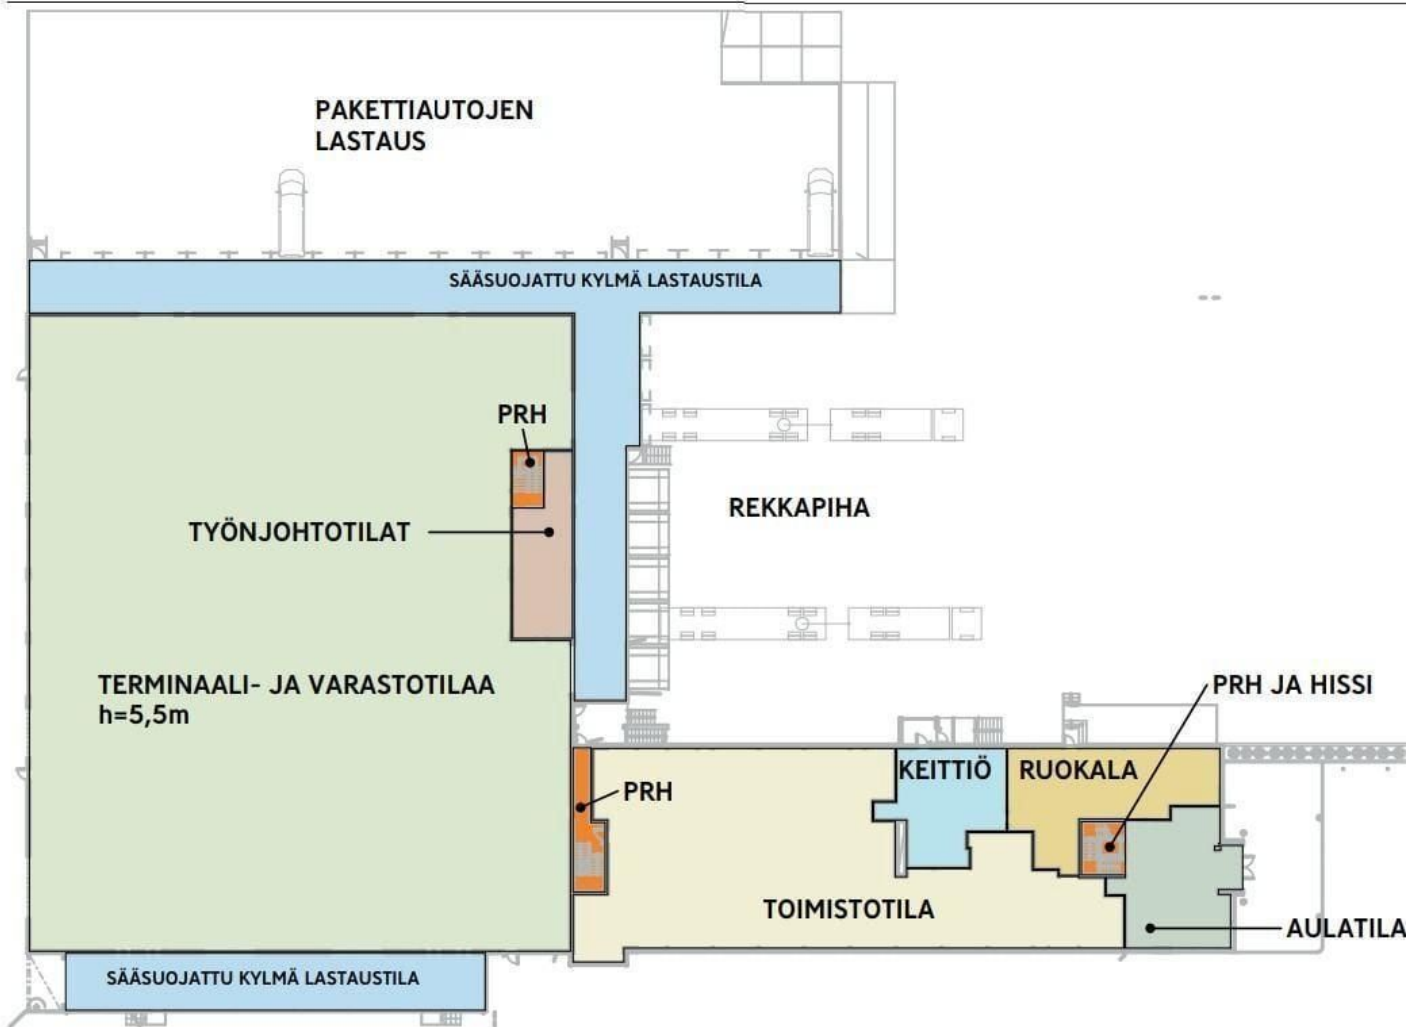 PAKETTIAUTOJEN
LASTAUS
SÄÄSUOJATTU KYLMÄ LASTAUSTILA
PRH
TYÖNJOHTOTILAT
REKKAPIHA
TERMINAALI- JA VARASTOTILAA
h=5,5m
PRH JA HISSI
KEITTIÖ
RUOKALA
PRH
TOIMISTOTILA
AULATILA
SÄÄSUOJATTU KYLMÄ LASTAUSTILA